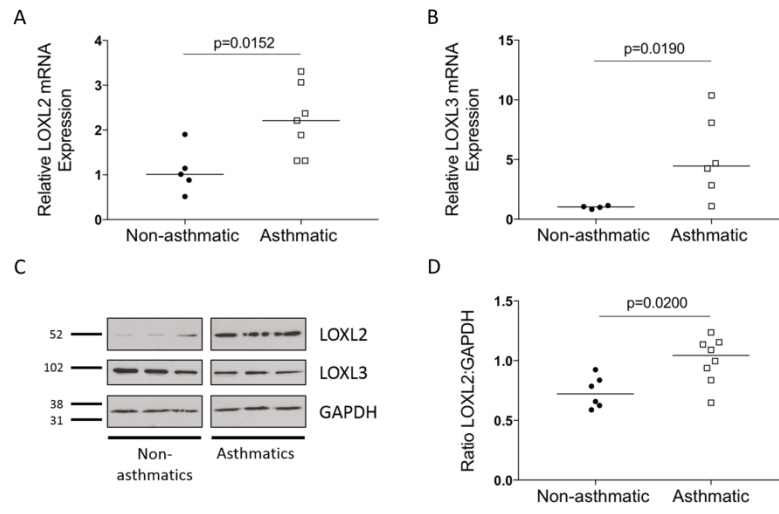 A
p=0.0152
Relative LOXL2 mRNA
Expression
4
3
2
1
0
Non-asthmatic Asthmatic
B
p=0.0190
Relative LOXL3 mRNA
Expression
15
10
5
0
Non-asthmatic Asthmatic
C
52
LOXL2
102
LOXL3
38
31
GAPDH
Non-
asthmatics
Asthmatics
D
p=0.0200
Ratio LOXL2:GAPDH
1.5
1.0
0.5
0.0
Non-asthmatic Asthmatic